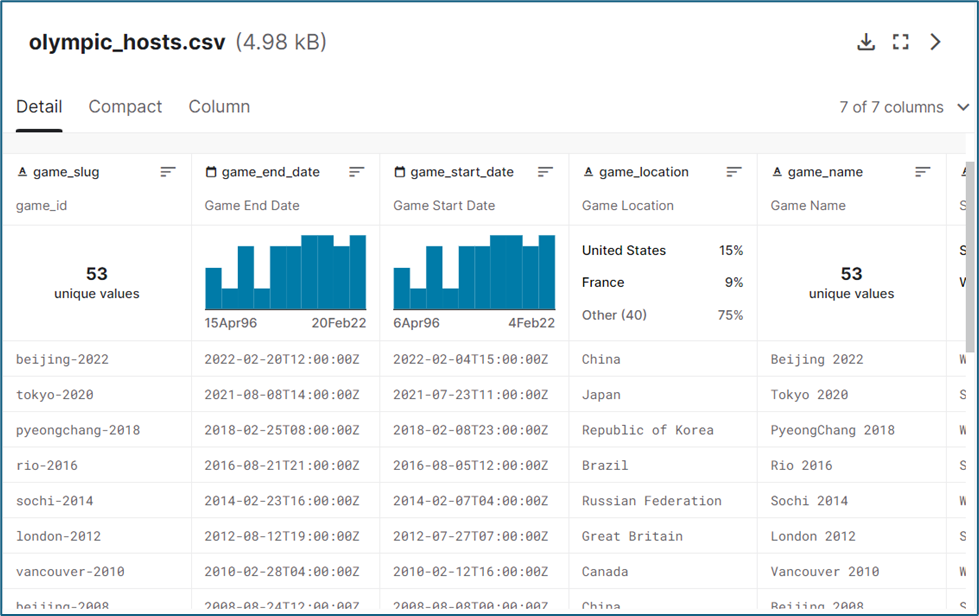 olympic_hosts.csv (4.98 kB)
Detail Compact Column 7 of 7 columns
game_slug game_end_date game_start_date game_location game_name
game_id Game End Date Game Start Date Game Location Game Name S
53 unique values 15Apr96 20Feb22 6Apr96 4Feb22 United States 15% France 9% Other (40) 75% 53 unique values
beijing-2022 2022-02-20T12:00:00Z 2022-02-04T15:00:00Z China Beijing 2022 W
tokyo-2020 2021-08-08T14:00:00Z 2021-07-23T11:00:00Z Japan Tokyo 2020 S
pyeongchang-2018 2018-02-25T08:00:00Z 2018-02-08T23:00:00Z Republic of Korea PyeongChang 2018 W
rio-2016 2016-08-21T21:00:00Z 2016-08-05T12:00:00Z Brazil Rio 2016 S
sochi-2014 2014-02-23T16:00:00Z 2014-02-07T04:00:00Z Russian Federation Sochi 2014 W
london-2012 2012-08-12T19:00:00Z 2012-07-27T07:00:00Z Great Britain London 2012 S
vancouver-2010 2010-02-28T04:00:00Z 2010-02-12T16:00:00Z Canada Vancouver 2010 W
beijing-2008 2008-08-24T12:00:00Z 2008-08-08T00:00:00Z China Beijing 2008 S